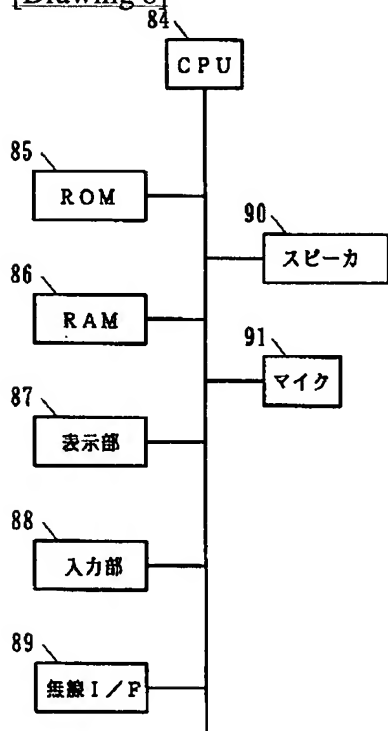 [Drawing 8]
84
CPU
85
ROM
90
スピーカ
86
RAM
91
マイク
87
表示部
88
入力部
89
無線I/F